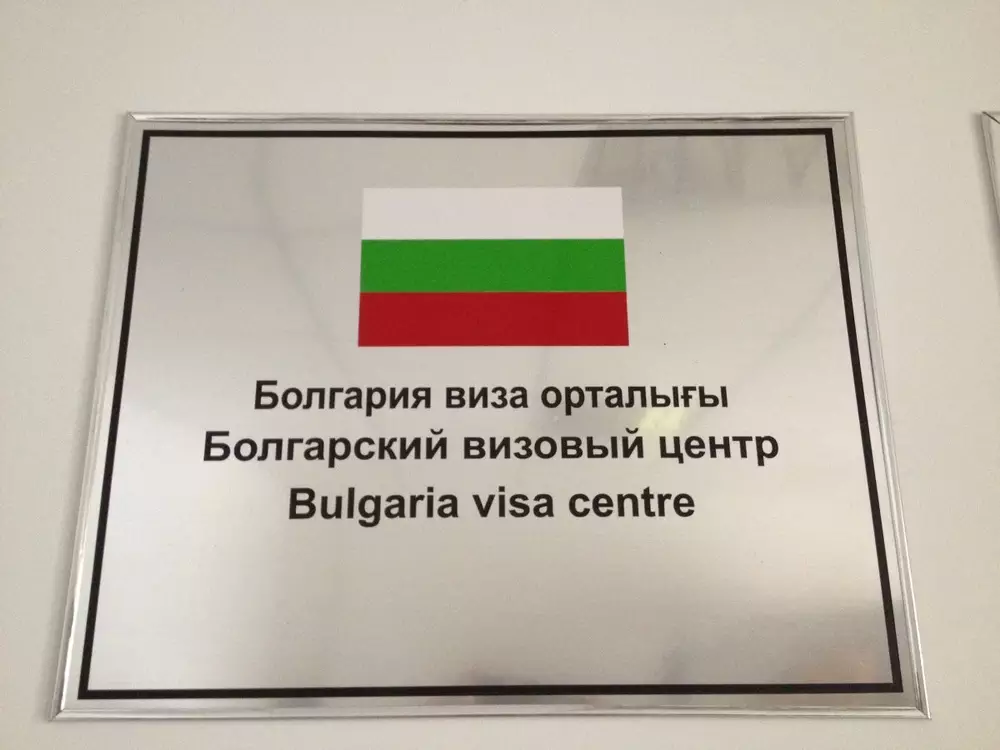 Болгария виза орталығы
Болгарский визовый центр
Bulgaria visa centre